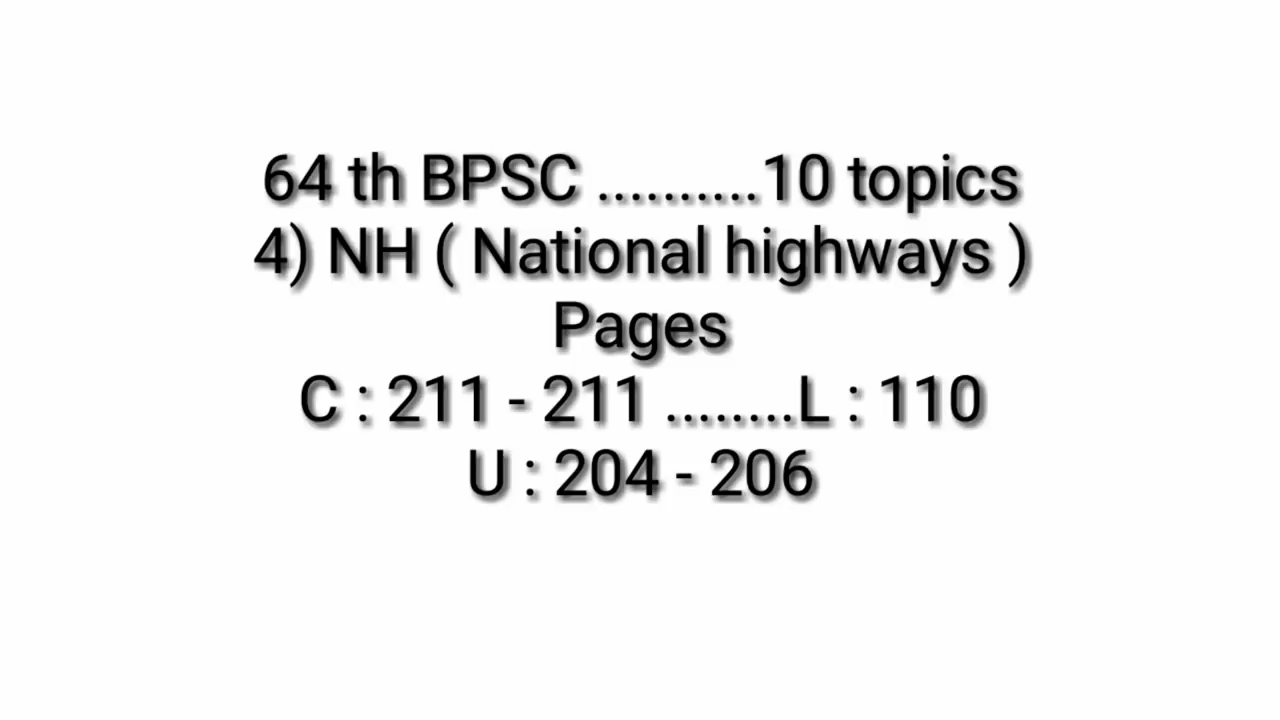 64 th BPSC ..........10 topics
4) NH ( National highways )
Pages
C : 211 - 211 ........L : 110
U : 204 - 206